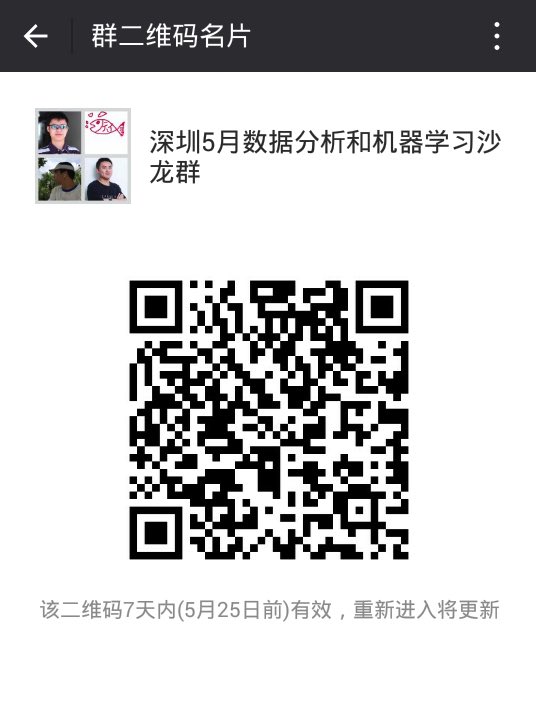 群二维码名片
深圳5月数据分析和机器学习沙
龙群
该二维码7天内(5月25日前)有效，重新进入将更新